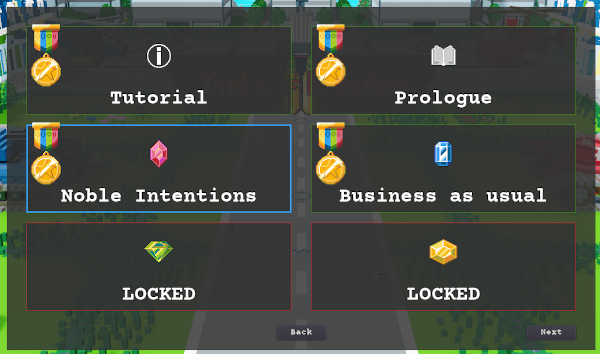 Tutorial
Prologue
Noble Intentions
Business as usual
LOCKED
LOCKED
Back
Next